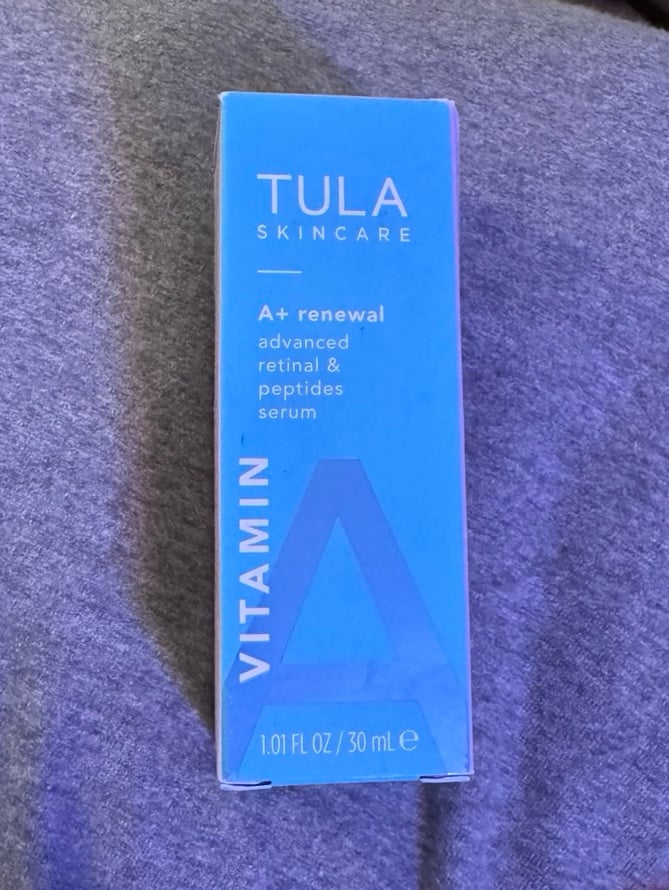 TULA
SKINCARE
A+ renewal
advanced
retinal &
peptides
serum
VITAMIN
A
1.01 FL OZ / 30 mL ℮